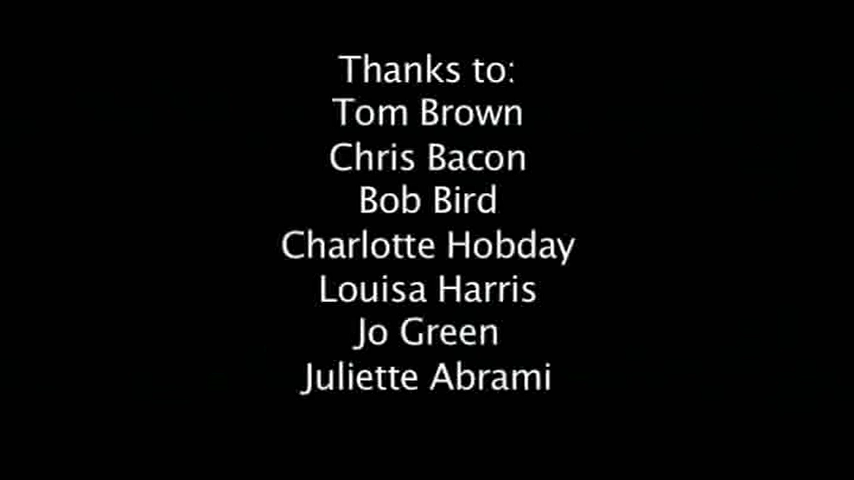 Thanks to:
Tom Brown
Chris Bacon
Bob Bird
Charlotte Hobday
Louisa Harris
Jo Green
Juliette Abrami